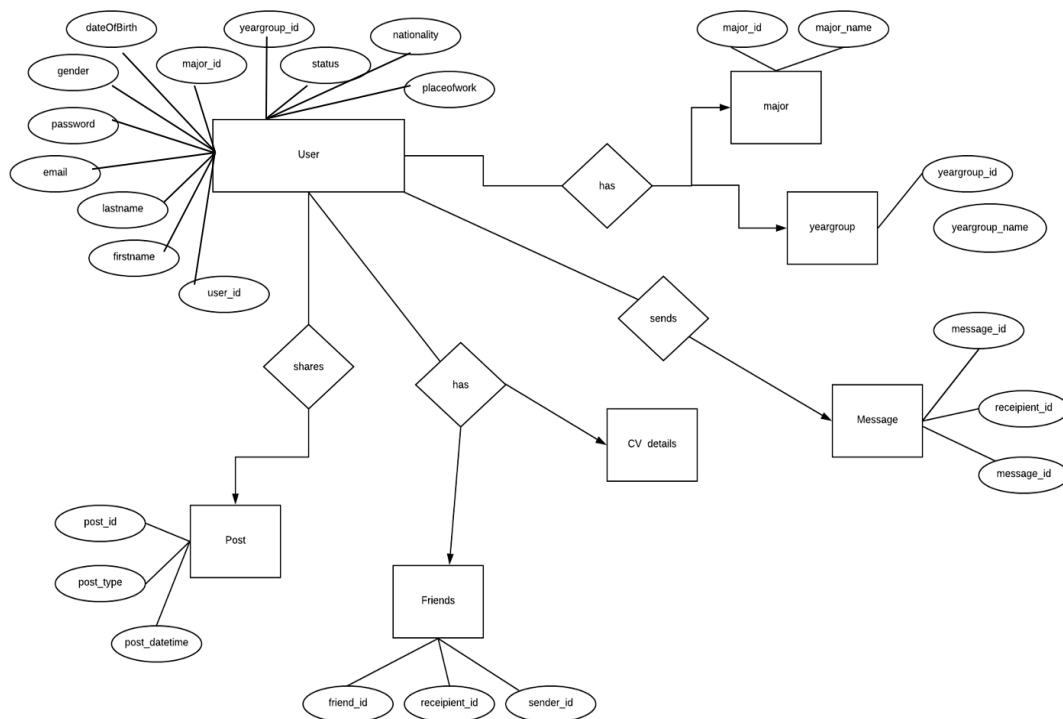 dateOfBirth
yeargroup_id
nationality
major_id
major_name
gender
major_id
status
placeofwork
major
password
User
email
has
yeargroup_id
lastname
yeargroup
yeargroup_name
firstname
user_id
sends
message_id
shares
has
receipient_id
Message
CV details
message_id
post_id
Post
post_type
Friends
post_datetime
friend_id
receipient_id
sender_id